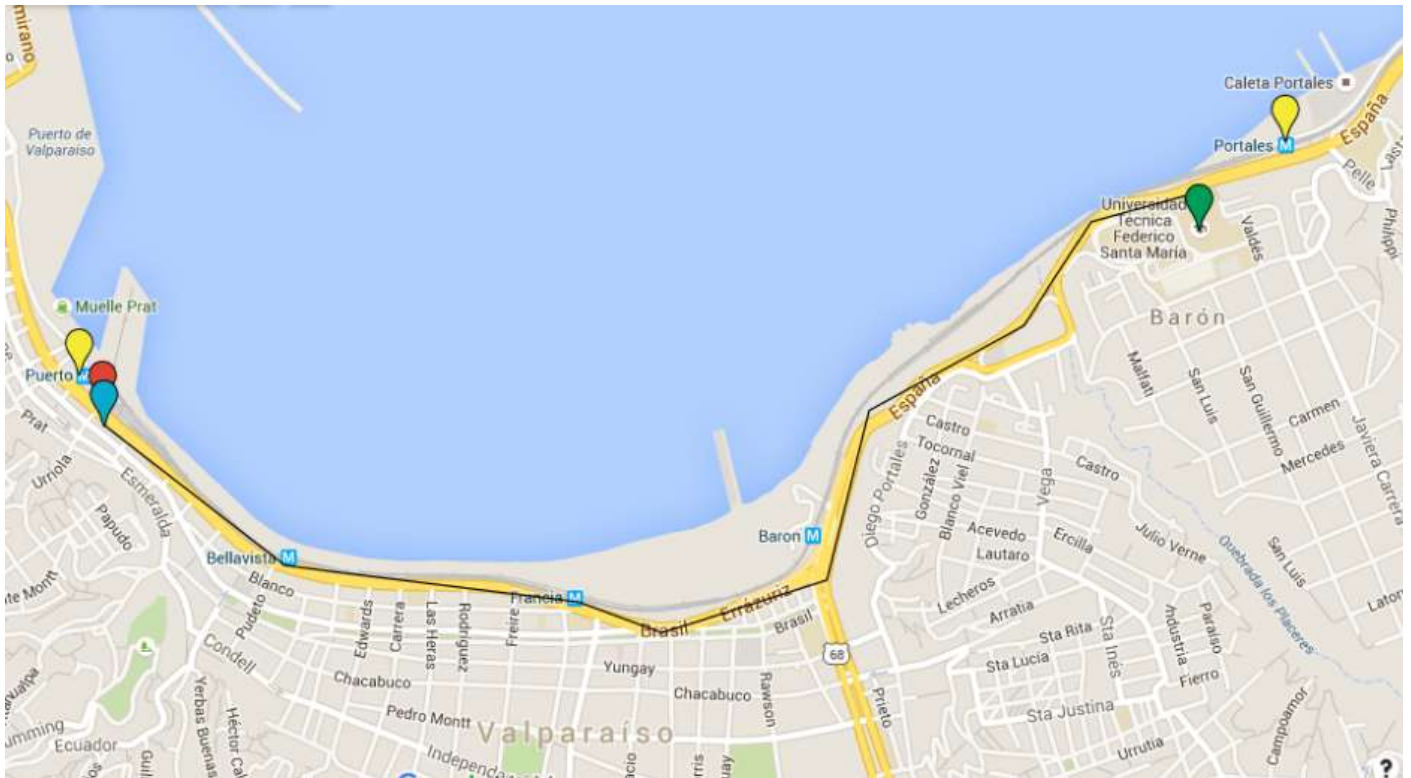 Caleta Portales
Puerto de
Valparaíso
España
Portales
M
Pelle
Lasta
Universidad
Técnica
Federico
Santa María
Valdés
Philippi
Muelle Prat
Barón
Puerto
Malfati
San Luis
San Guillermo
Carmen
Mercedes
Javiera Carrera
España
Prat
Urriola
Esmeralda
Papudo
Castro
Tocornal
González
Blanco Viel
Diego Portales
Vega
Castro
Baron
M
Bellavista
M
Acevedo
Lautaro
Ercilla
Julio Verne
Quebrada los Placeres
San Luis
Blanco
Pudeto
Edwards
Carrera
Las Heras
Rodríguez
Freire
Francia
M
Errázuriz
Brasil
Brasil
Lecheros
Arratia
Sta Rita
Sta Lucía
Sta Inés
Industria
Paraíso
Fierro
Condell
Yungay
68
Chacabuco
Chacabuco
Rawson
Prieto
Pedro Montt
Valparaíso
Sta Justina
Urrutia
Campoamor
Yerbas Buenas
Ecuador
?